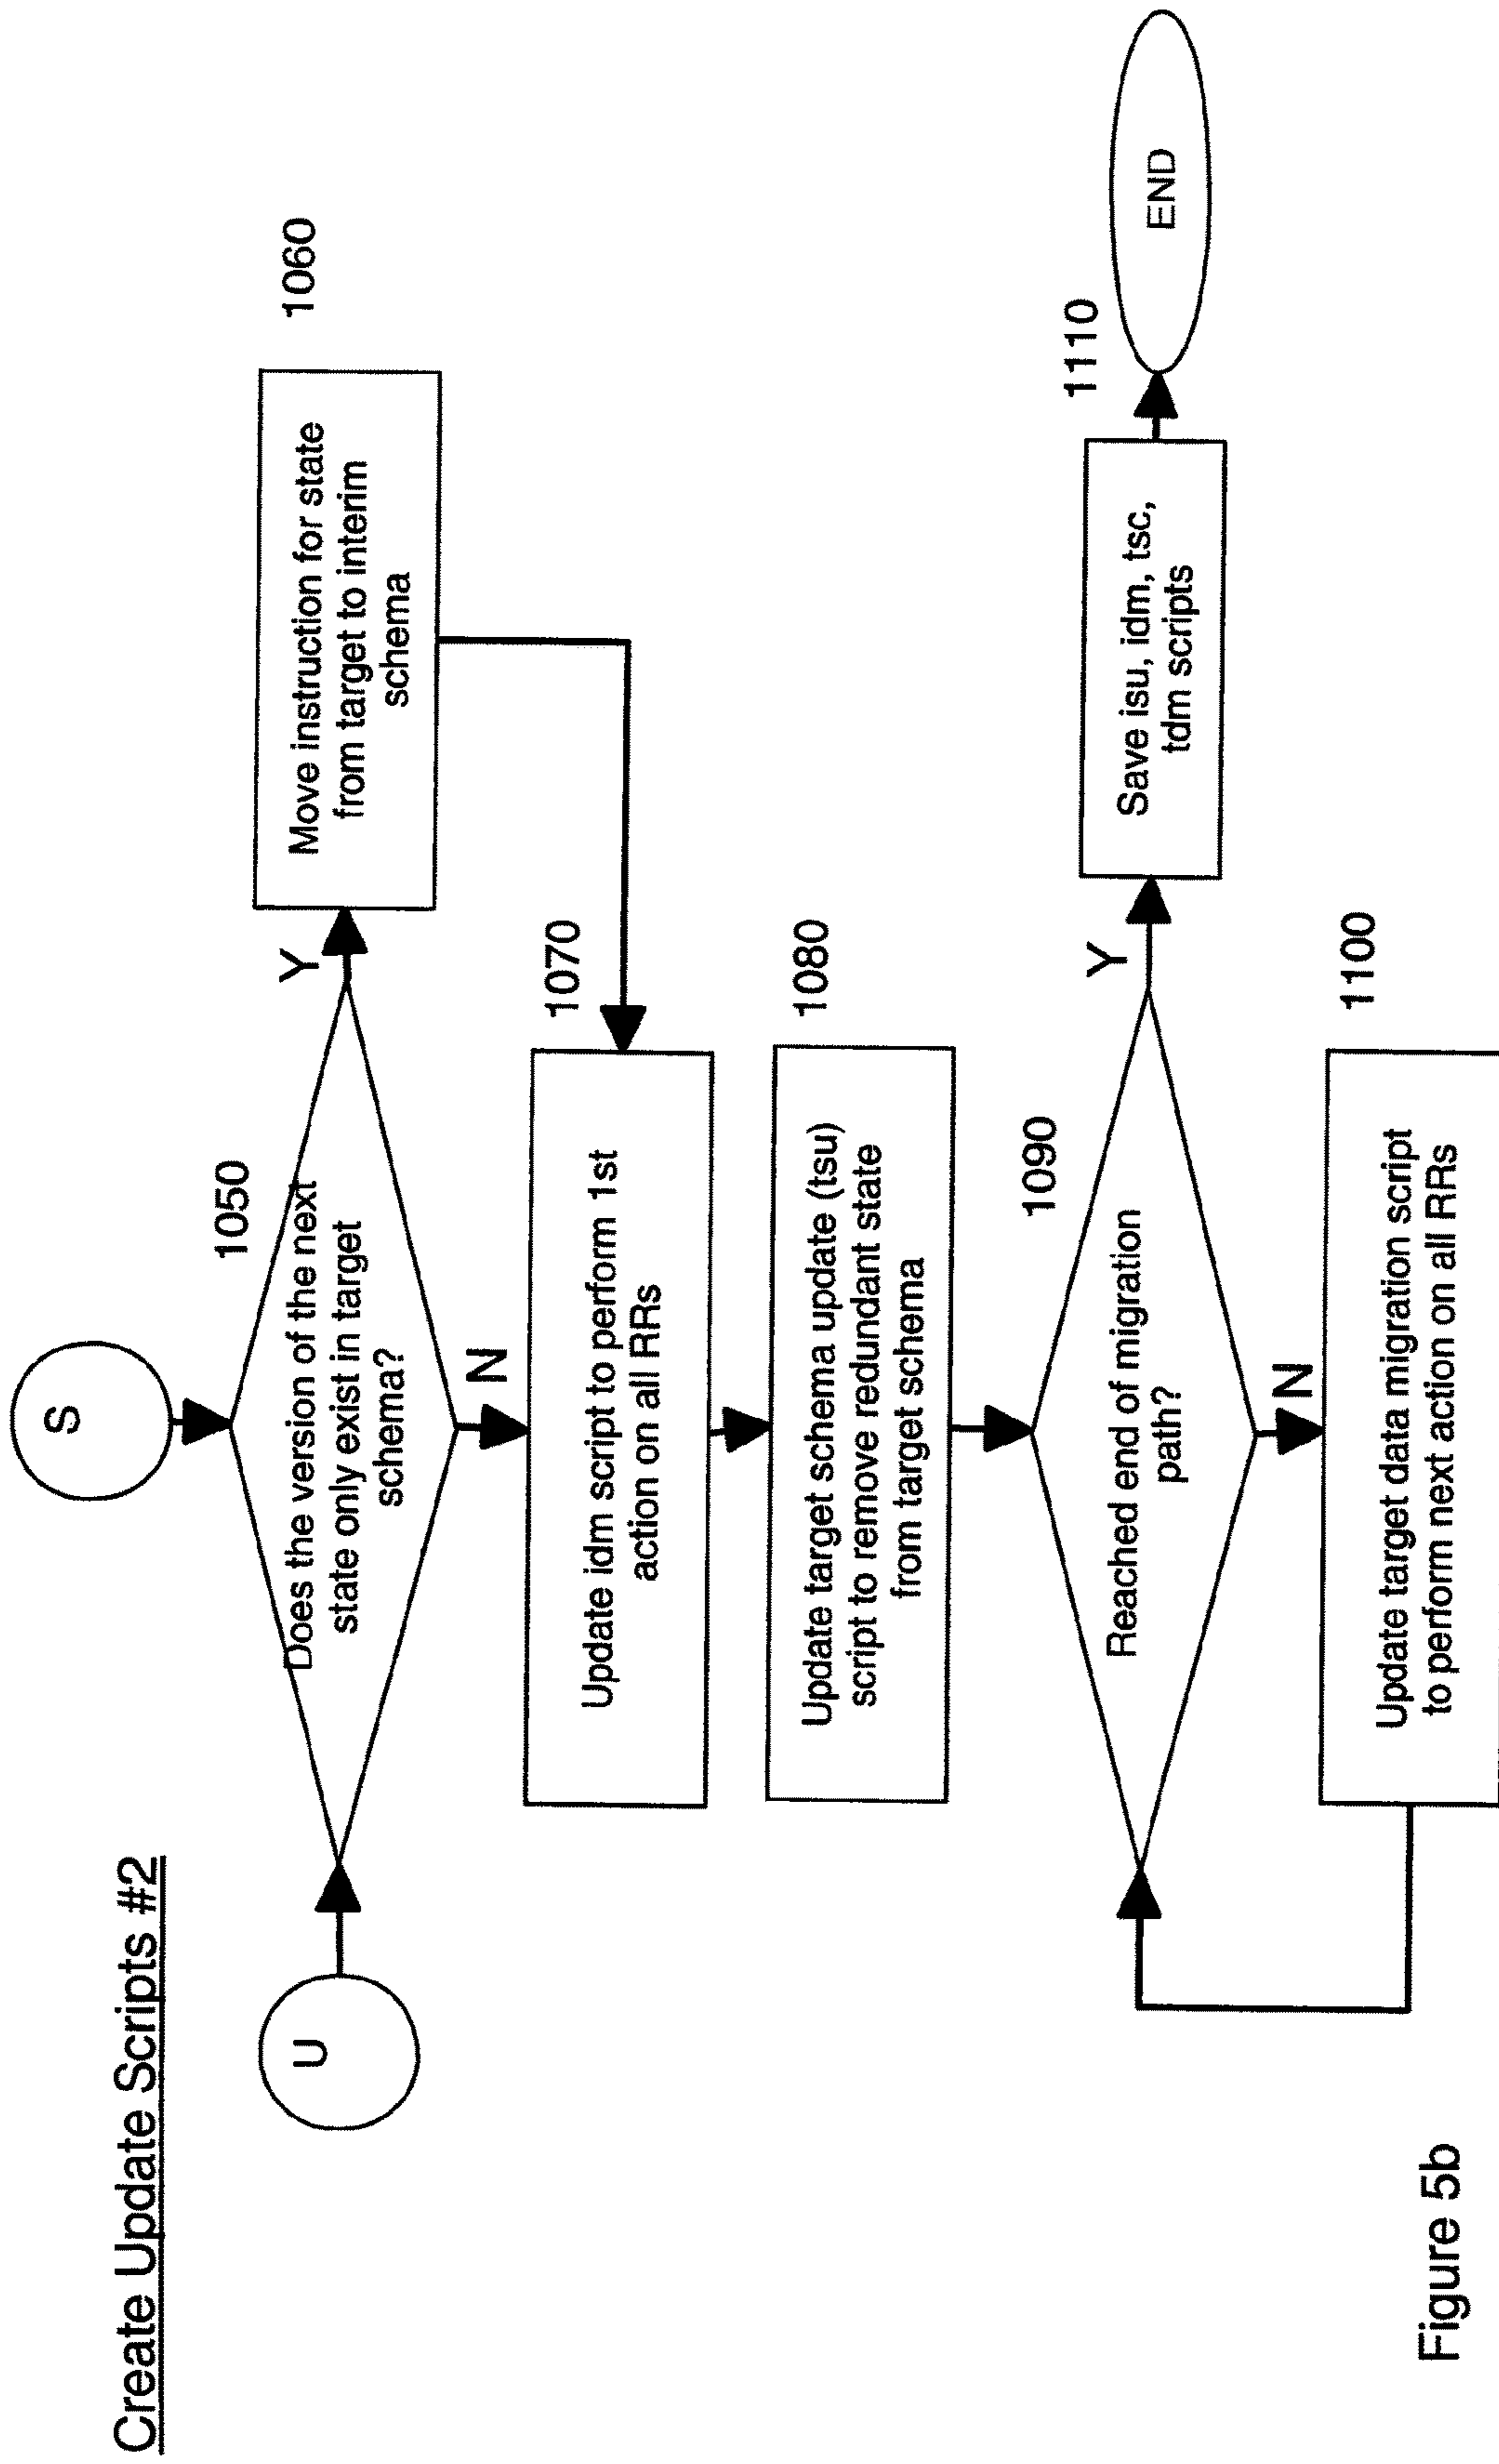 Create Update Scripts #2
S
U
1050
Does the version of the next
state only exist in target
schema?
Y
N
1060
Move instruction for state
from target to interim
schema
1070
Update idm script to perform 1st
action on all RRs
1080
Update target schema update (tsu)
script to remove redundant state
from target schema
1090
Reached end of migration
path?
Y
N
1110
Save isu, idm, tsc,
tdm scripts
END
1100
Update target data migration script
to perform next action on all RRs
Figure 5b